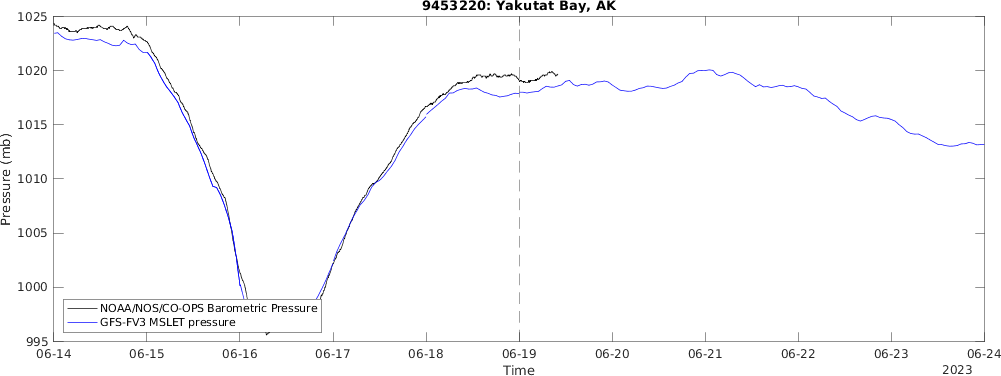 9453220: Yakutat Bay, AK
Pressure (mb)
1025
1020
1015
1010
1005
1000
995
NOAA/NOS/CO-OPS Barometric Pressure
GFS-FV3 MSLET pressure
06-14 06-15 06-16 06-17 06-18 06-19 06-20 06-21 06-22 06-23 06-24
Time
2023